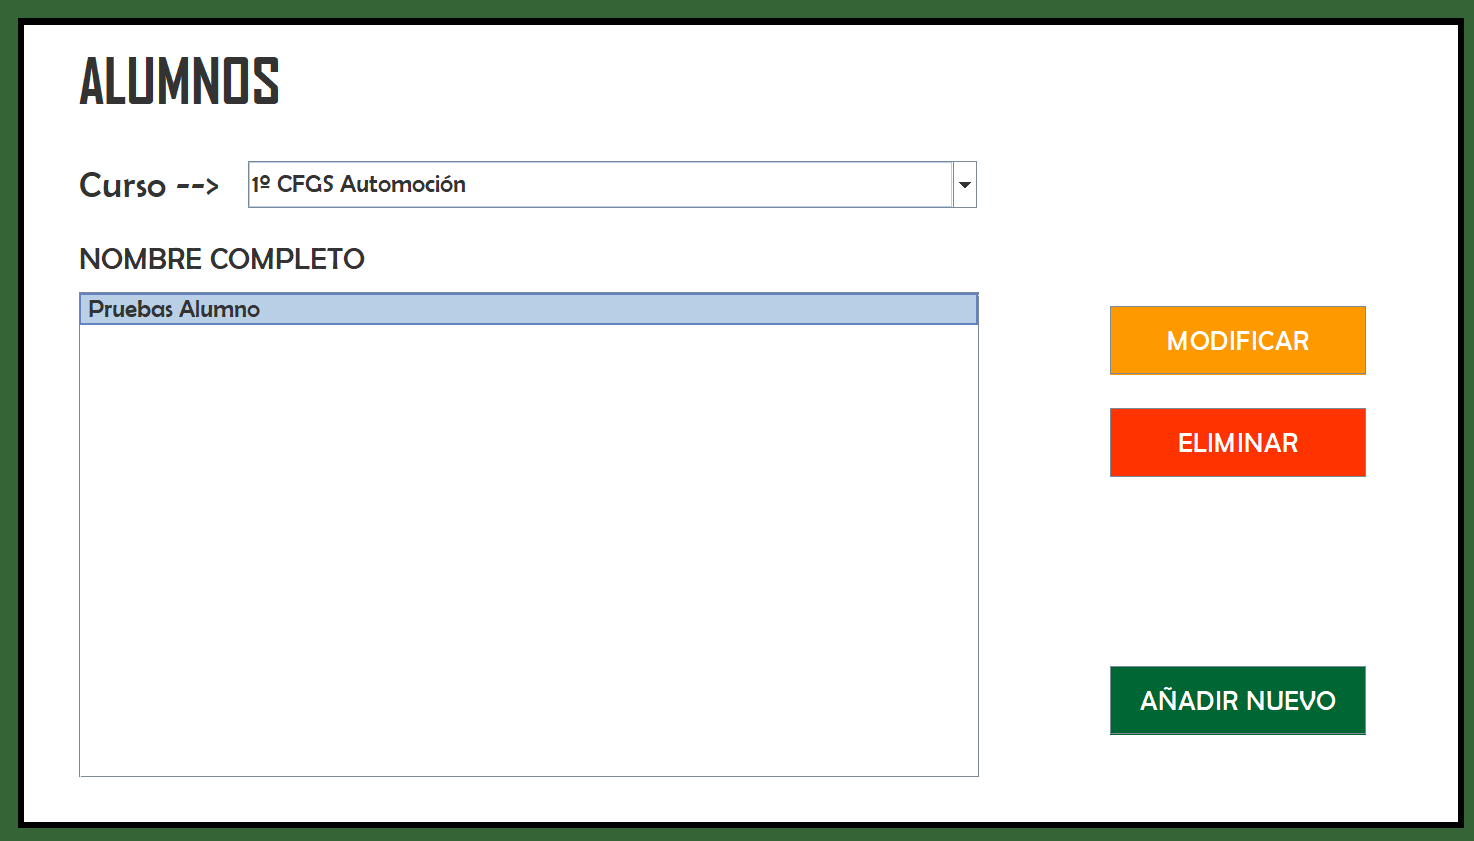 ALUMNOS
Curso --> 1º CFGS Automoción
NOMBRE COMPLETO
Pruebas Alumno
MODIFICAR
ELIMINAR
AÑADIR NUEVO